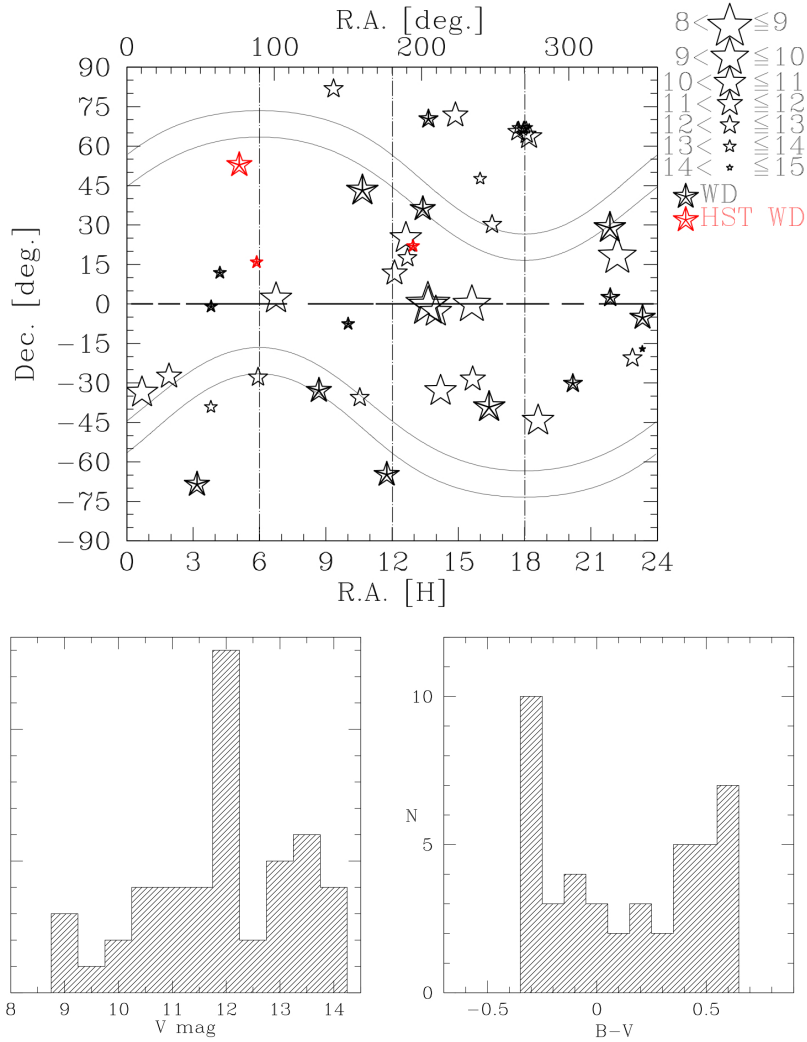 R.A. [deg.]
0 100 200 300
8< ≦9
9< ≦10
10< ≦11
11< ≦12
12< ≦13
13< ≦14
14< ≦15
WD
HST WD
Dec. [deg.]
90
75
60
45
30
15
0
−15
−30
−45
−60
−75
−90
0 3 6 9 12 15 18 21 24
R.A. [H]
8 9 10 11 12 13 14
V mag
N
10
5
0
−0.5 0 0.5
B−V